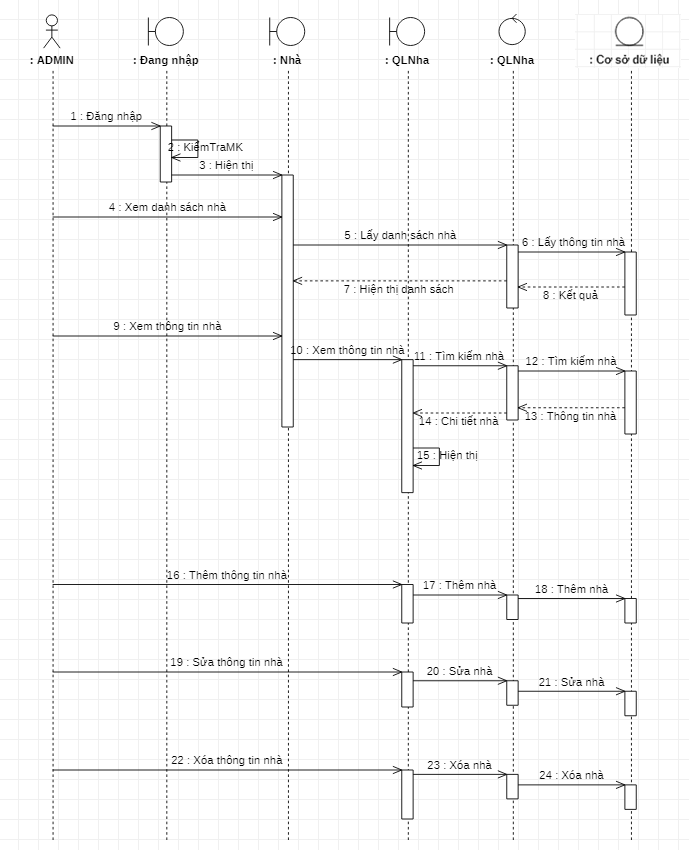 : ADMIN
: Đang nhập
: Nhà
: QLNha
: QLNha
: Cơ sở dữ liệu
1 : Đăng nhập
2 : KiểmTraMK
3 : Hiện thị
4 : Xem danh sách nhà
5 : Lấy danh sách nhà
6 : Lấy thông tin nhà
7 : Hiện thị danh sách
8 : Kết quả
9 : Xem thông tin nhà
10 : Xem thông tin nhà
11 : Tìm kiếm nhà
12 : Tìm kiếm nhà
13 : Thông tin nhà
14 : Chi tiết nhà
15 : Hiện thị
16 : Thêm thông tin nhà
17 : Thêm nhà
18 : Thêm nhà
19 : Sửa thông tin nhà
20 : Sửa nhà
21 : Sửa nhà
22 : Xóa thông tin nhà
23 : Xóa nhà
24 : Xóa nhà